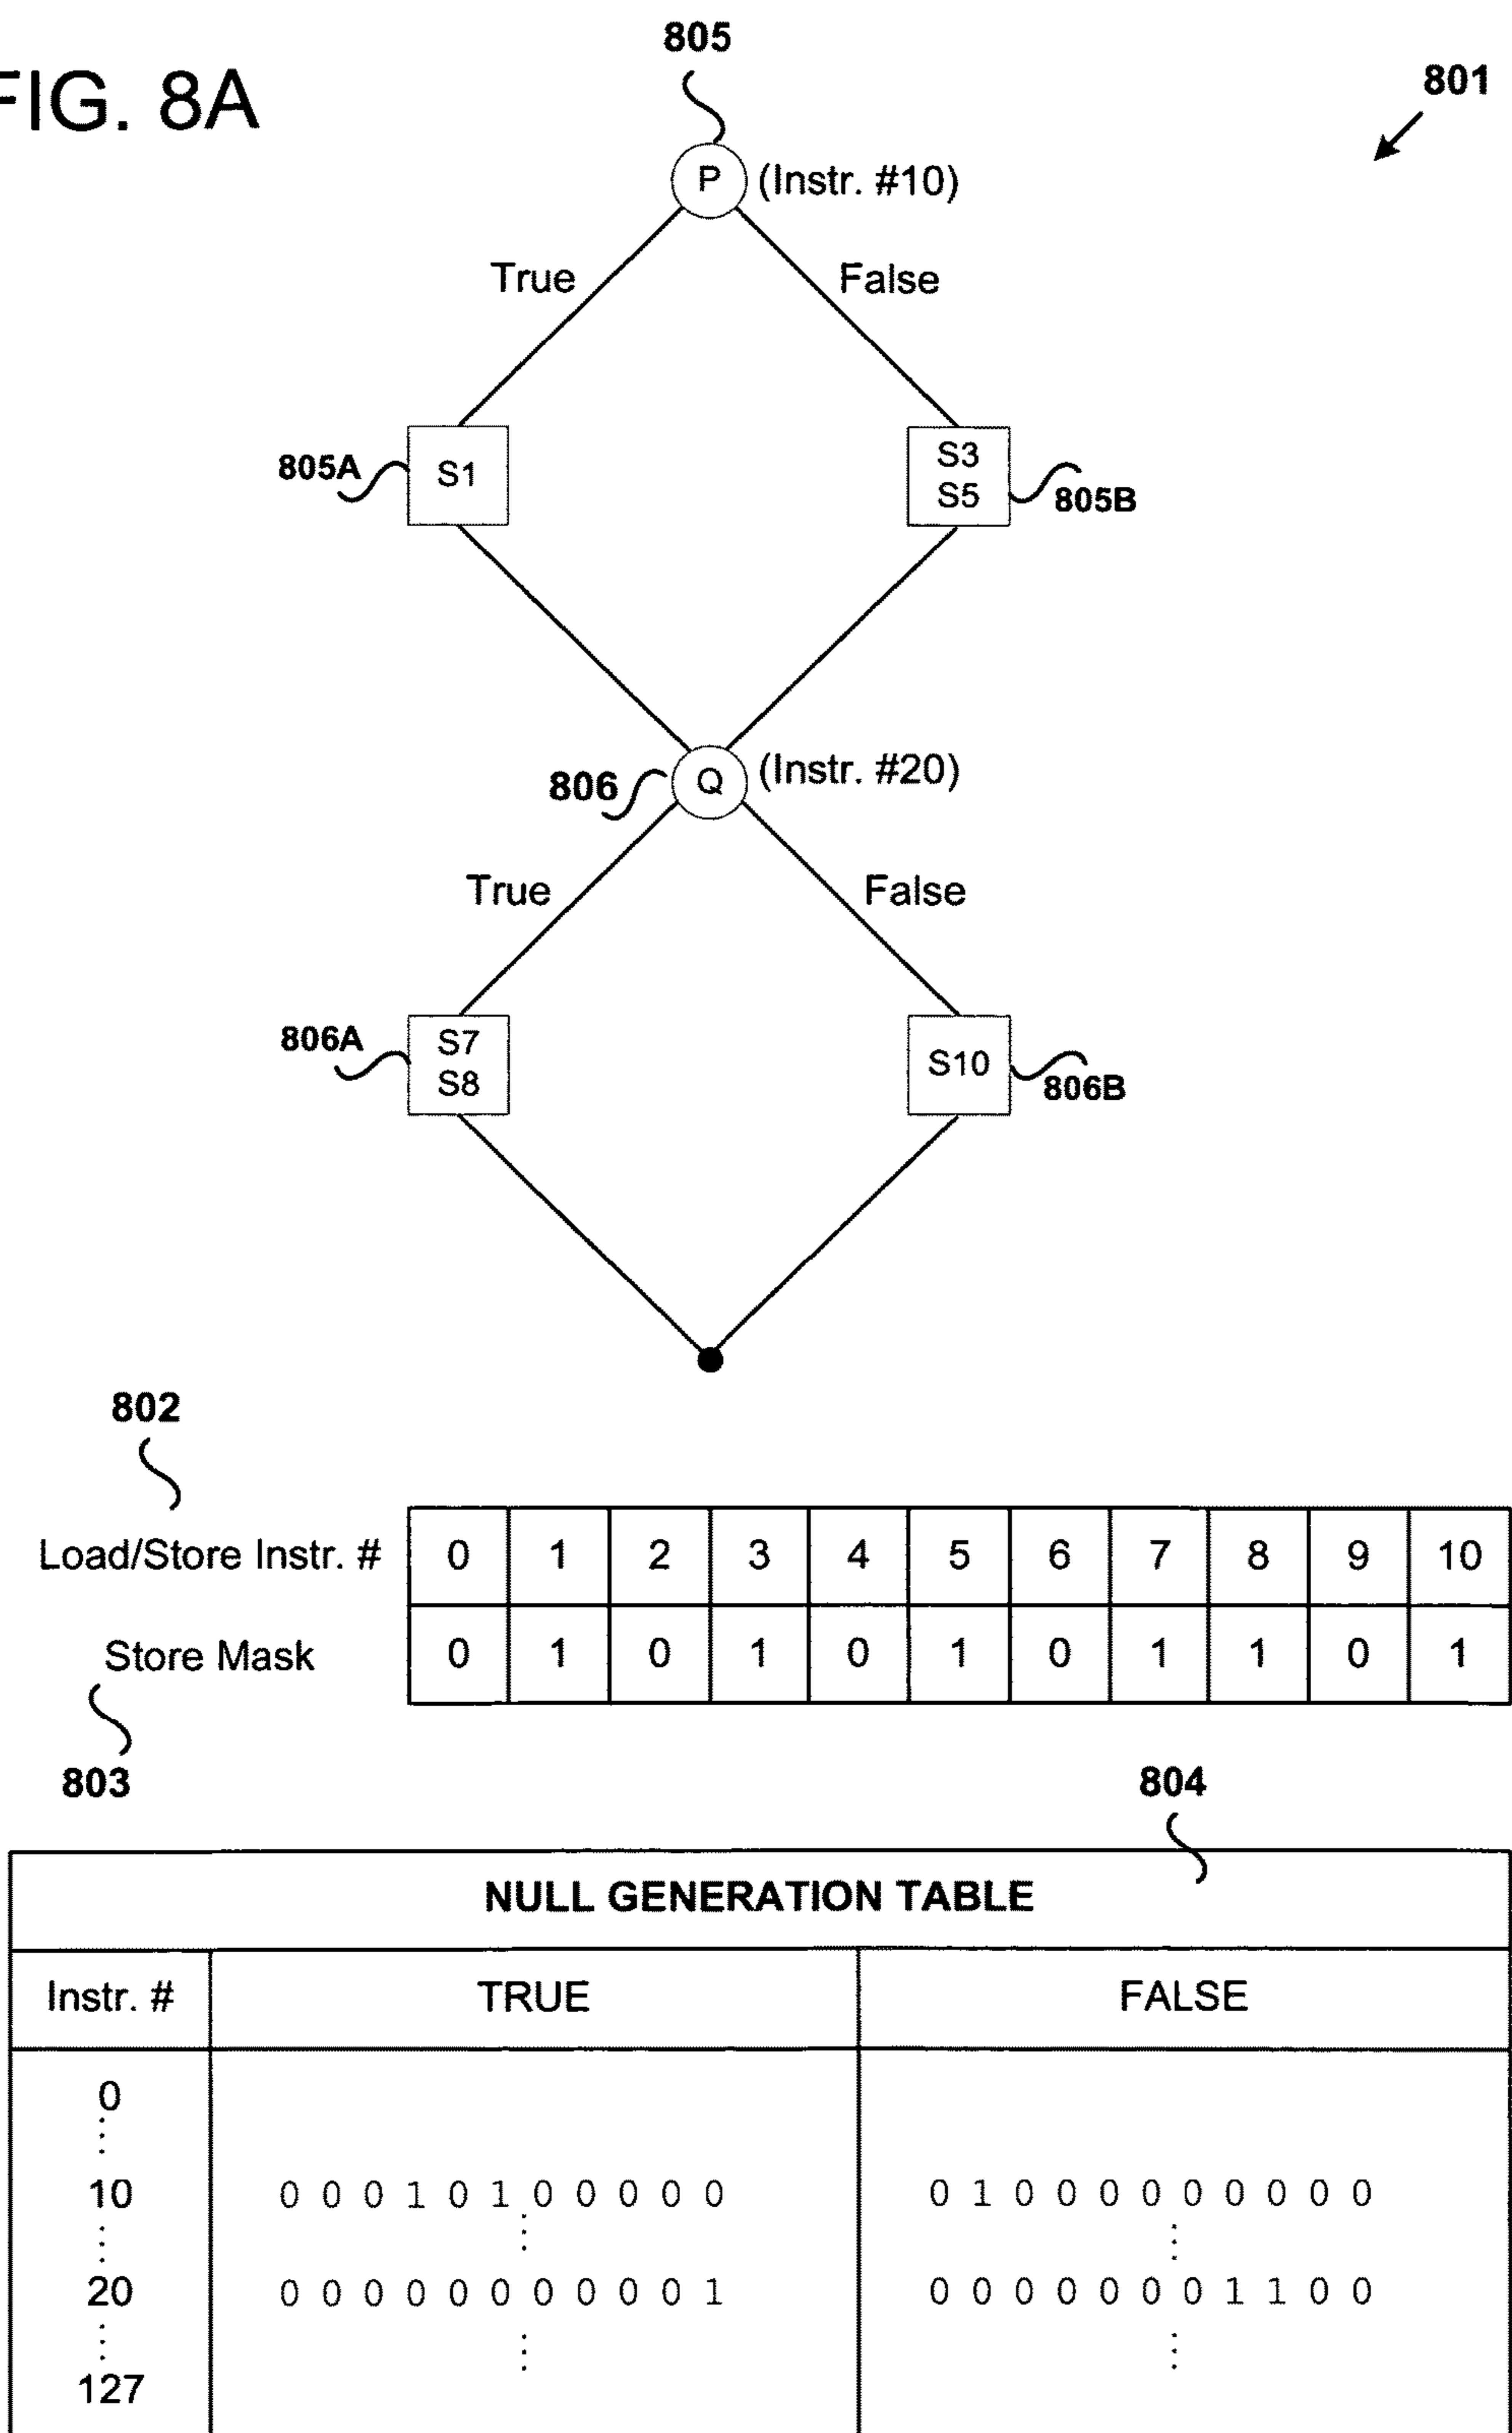 805
FIG. 8A
801
P (Instr. #10)
True False
805A S1
S3
S5
805B
806 Q (Instr. #20)
True False
806A
S7
S8
S10
806B
802
Load/Store Instr. # 0 1 2 3 4 5 6 7 8 9 10
Store Mask 0 1 0 1 0 1 0 1 1 0 1
803
804
NULL GENERATION TABLE
Instr. # TRUE FALSE
0
10 0 0 0 1 0 1 0 0 0 0 0 0 1 0 0 0 0 0 0 0 0 0
20 0 0 0 0 0 0 0 0 0 0 1 0 0 0 0 0 0 0 1 1 0 0
127